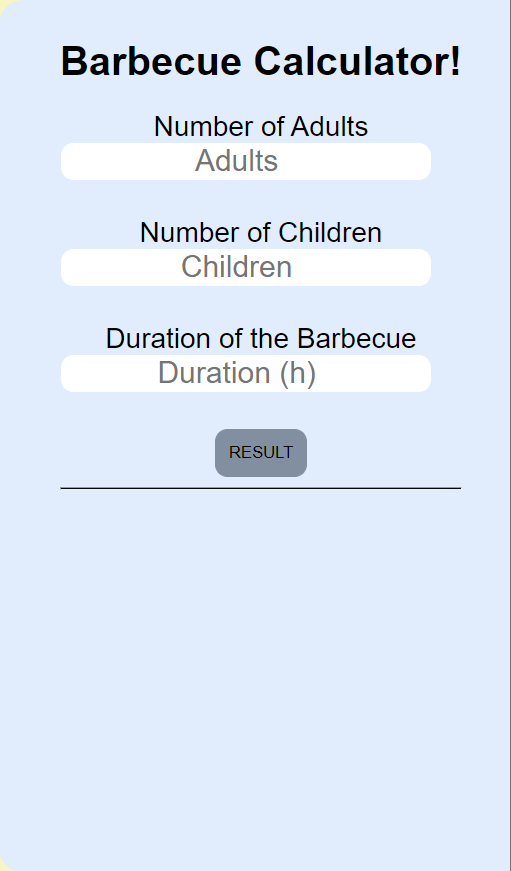 Barbecue Calculator!
Number of Adults
Adults
Number of Children
Children
Duration of the Barbecue
Duration (h)
RESULT